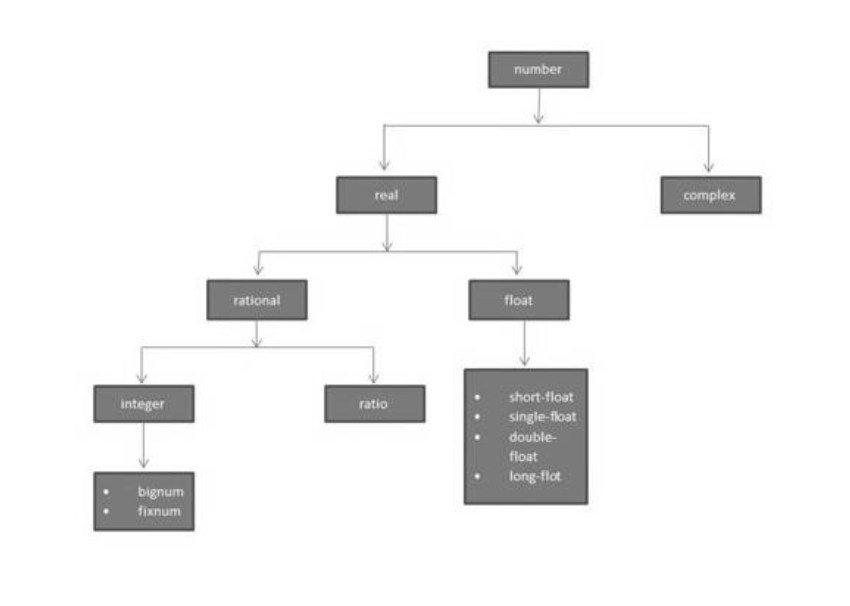 number
real
complex
rational
float
integer
ratio
• short-float
• single-float
• double-
float
• long-flot
• bignum
• fixnum